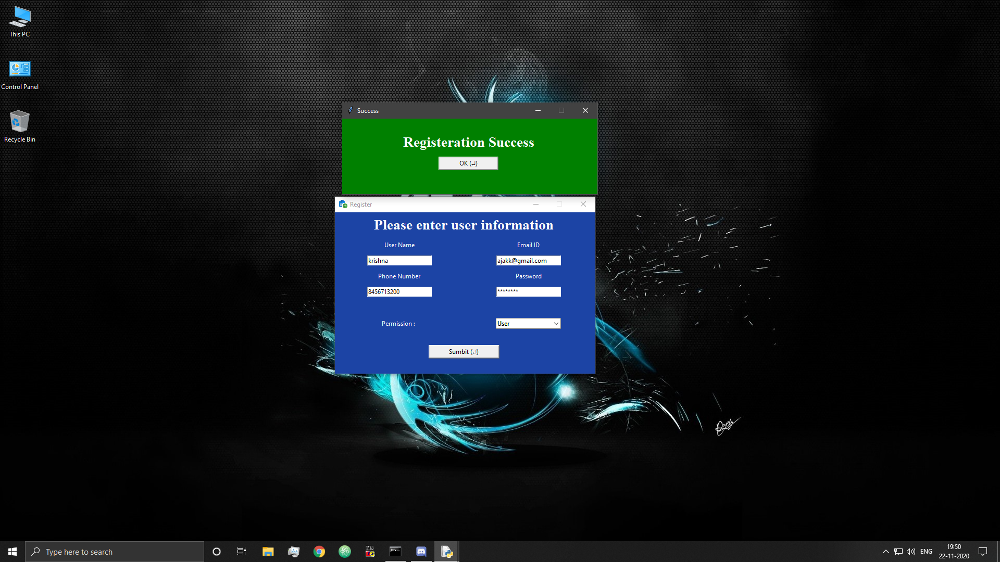 This PC
Control Panel
Recycle Bin
Success
Registeration Success
OK (↵)
Register
Please enter user information
User Name
Email ID
krishna
ajakk@gmail.com
Phone Number
Password
8456713200
********
Permission :
User
Sumbit (↵)
Type here to search
ENG
19:50
22-11-2020